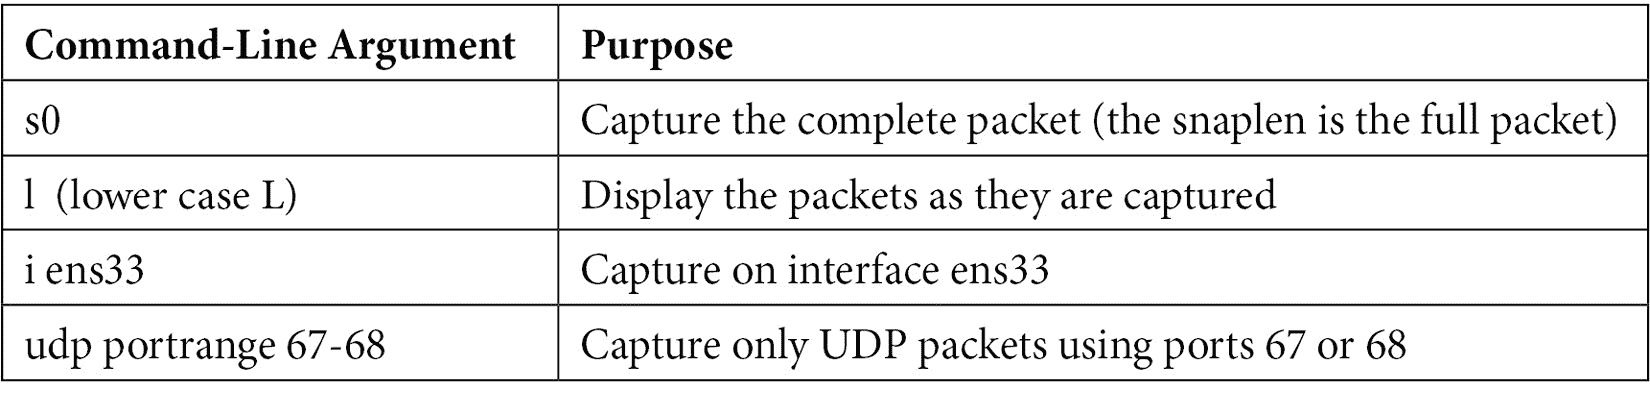 Command-Line Argument Purpose
s0 Capture the complete packet (the snaplen is the full packet)
l (lower case L) Display the packets as they are captured
i ens33 Capture on interface ens33
udp portrange 67-68 Capture only UDP packets using ports 67 or 68